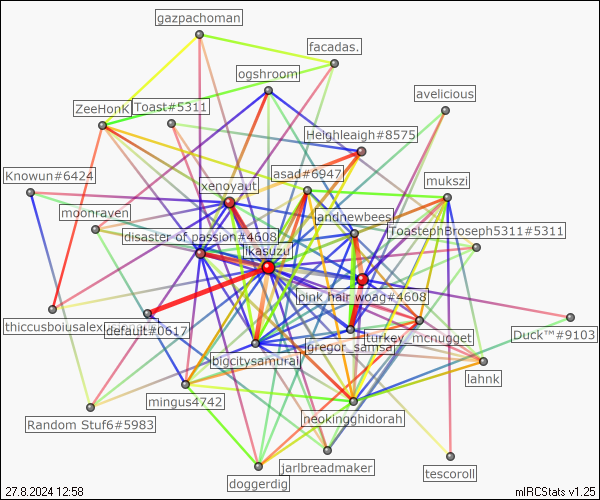 gazpachoman
facadas.
ogshroom
avelicious
ZeeHonK
Toast#5311
Heighleaigh#8575
Knowun#6424
asad#6947
mukszi
xenoyaut
moonraven
andnewbees
ToastephBroseph5311#5311
disaster of passion#4608
ikasuzu
pink hair woag#4608
thiccusboiusalex
default#0617
Duck™#9103
turkey_mcnugget
gregor_samsa
bigcitysamurai
lahnk
mingus4742
Random Stuf6#5983
neokingghidorah
jarlbreadmaker
tescoroll
doggerdig
27.8.2024 12:58
mIRCStats v1.25